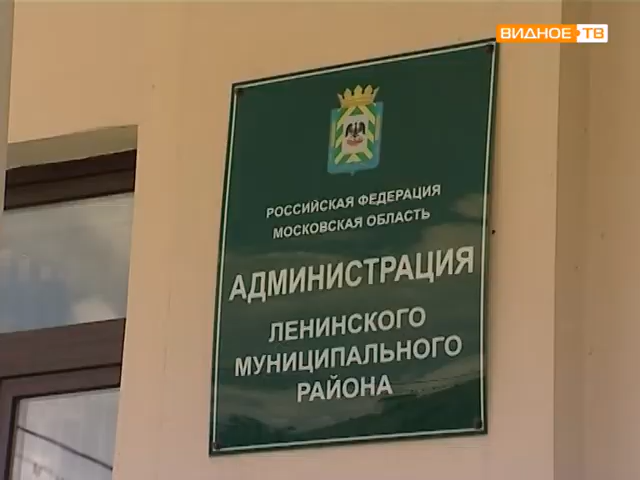 ВИДНОЕ-ТВ
РОССИЙСКАЯ ФЕДЕРАЦИЯ
МОСКОВСКАЯ ОБЛАСТЬ
АДМИНИСТРАЦИЯ
ЛЕНИНСКОГО
МУНИЦИПАЛЬНОГО
РАЙОНА